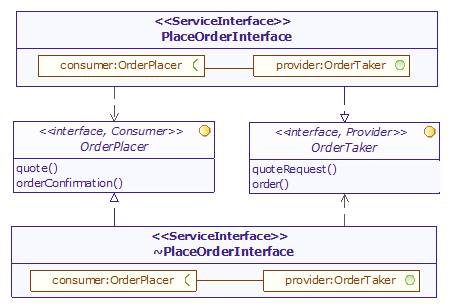 <<ServiceInterface>>
PlaceOrderInterface
consumer:OrderPlacer
provider:OrderTaker
<<interface, Consumer>>
OrderPlacer
quote()
orderConfirmation()
<<interface, Provider>>
OrderTaker
quoteRequest()
order()
<<ServiceInterface>>
~PlaceOrderInterface
consumer:OrderPlacer
provider:OrderTaker